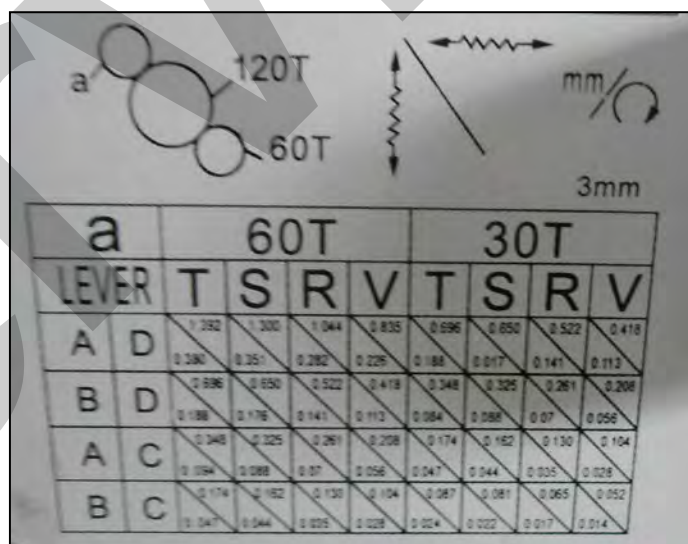 a
120T
60T
mm/
3mm
a 60T 30T
LEVER T S R V T S R V
A D 1.392 1.300 1.044 0.835 0.696 0.650 0.522 0.418
0.380 0.351 0.282 0.226 0.188 0.017 0.141 0.113
B D 0.696 0.650 0.522 0.418 0.348 0.325 0.261 0.208
0.188 0.176 0.141 0.113 0.084 0.088 0.07 0.056
A C 0.348 0.325 0.261 0.208 0.174 0.162 0.130 0.104
0.094 0.088 0.07 0.056 0.047 0.044 0.035 0.028
B C 0.174 0.162 0.130 0.104 0.087 0.081 0.065 0.052
0.047 0.044 0.035 0.028 0.024 0.022 0.017 0.014